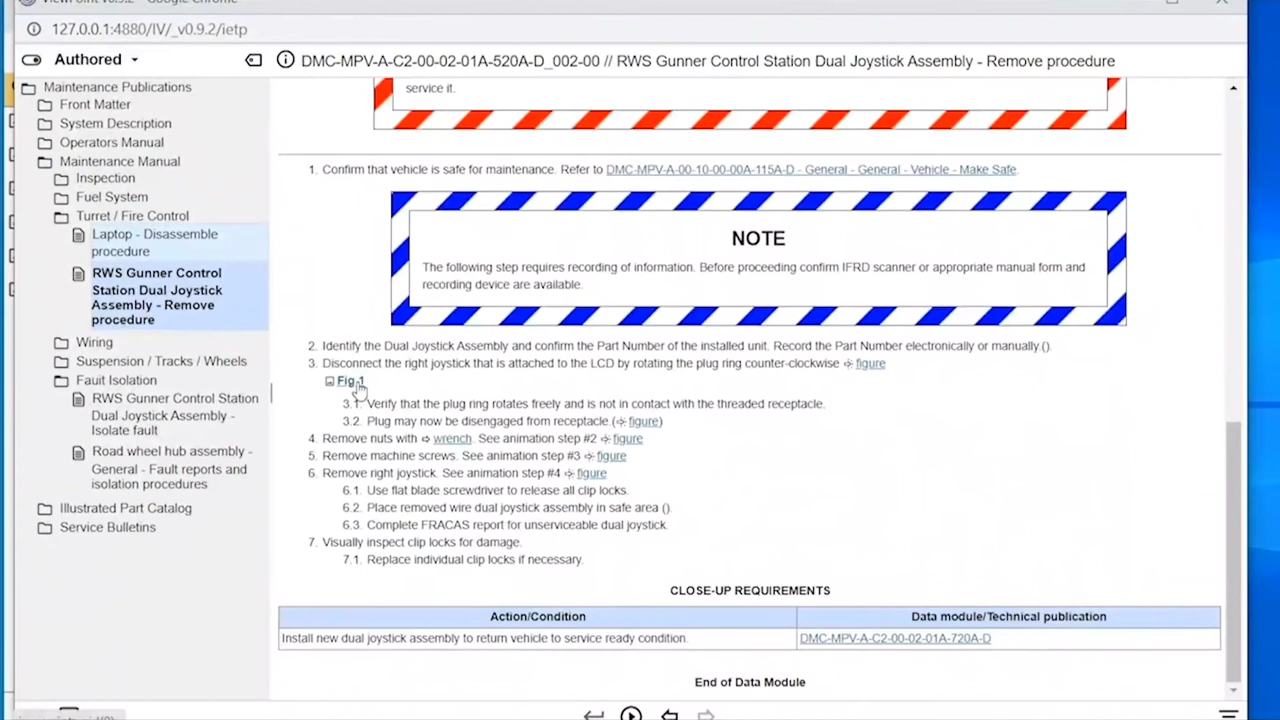 127.0.0.1:4880/IV/_v0.9.2/ietp
Authored
DMC-MPV-A-C2-00-02-01A-520A-D_002-00 // RWS Gunner Control Station Dual Joystick Assembly - Remove procedure
Maintenance Publications
Front Matter
System Description
Operators Manual
Maintenance Manual
Inspection
Fuel System
Turret / Fire Control
Laptop - Disassemble
procedure
RWS Gunner Control
Station Dual Joystick
Assembly - Remove
procedure
Wiring
Suspension / Tracks / Wheels
Fault Isolation
RWS Gunner Control Station
Dual Joystick Assembly -
Isolate fault
Road wheel hub assembly -
General - Fault reports and
isolation procedures
Illustrated Part Catalog
Service Bulletins
service it.
1. Confirm that vehicle is safe for maintenance. Refer to DMC-MPV-A-00-10-00-00A-115A-D - General - General - Vehicle - Make Safe.
NOTE
The following step requires recording of information. Before proceeding confirm IFRD scanner or appropriate manual form and
recording device are available.
2. Identify the Dual Joystick Assembly and confirm the Part Number of the installed unit. Record the Part Number electronically or manually.().
3. Disconnect the right joystick that is attached to the LCD by rotating the plug ring counter-clockwise figure
Fig 1
3.1. Verify that the plug ring rotates freely and is not in contact with the threaded receptacle.
3.2. Plug may now be disengaged from receptacle.(figure)
4. Remove nuts with wrench. See animation step #2 figure
5. Remove machine screws. See animation step #3 figure
6. Remove right joystick. See animation step #4 figure
6.1. Use flat blade screwdriver to release all clip locks.
6.2. Place removed wire dual joystick assembly in safe area ().
6.3. Complete FRACAS report for unserviceable dual joystick.
7. Visually inspect clip locks for damage.
7.1. Replace individual clip locks if necessary.
CLOSE-UP REQUIREMENTS
Action/Condition Data module/Technical publication
Install new dual joystick assembly to return vehicle to service ready condition. DMC-MPV-A-C2-00-02-01A-720A-D
End of Data Module